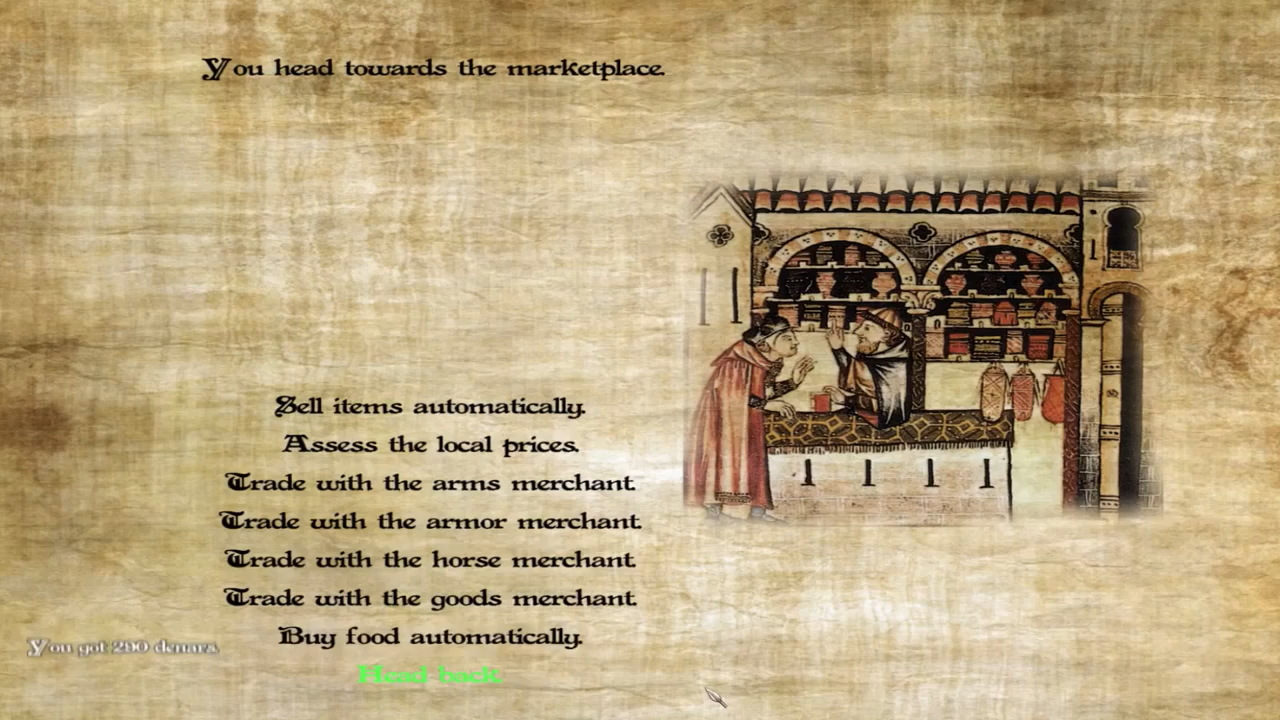 You head towards the marketplace.
Sell items automatically.
Assess the local prices.
Trade with the arms merchant.
Trade with the armor merchant.
Trade with the horse merchant.
Trade with the goods merchant.
Buy food automatically.
You got 290 denars.
Head back.